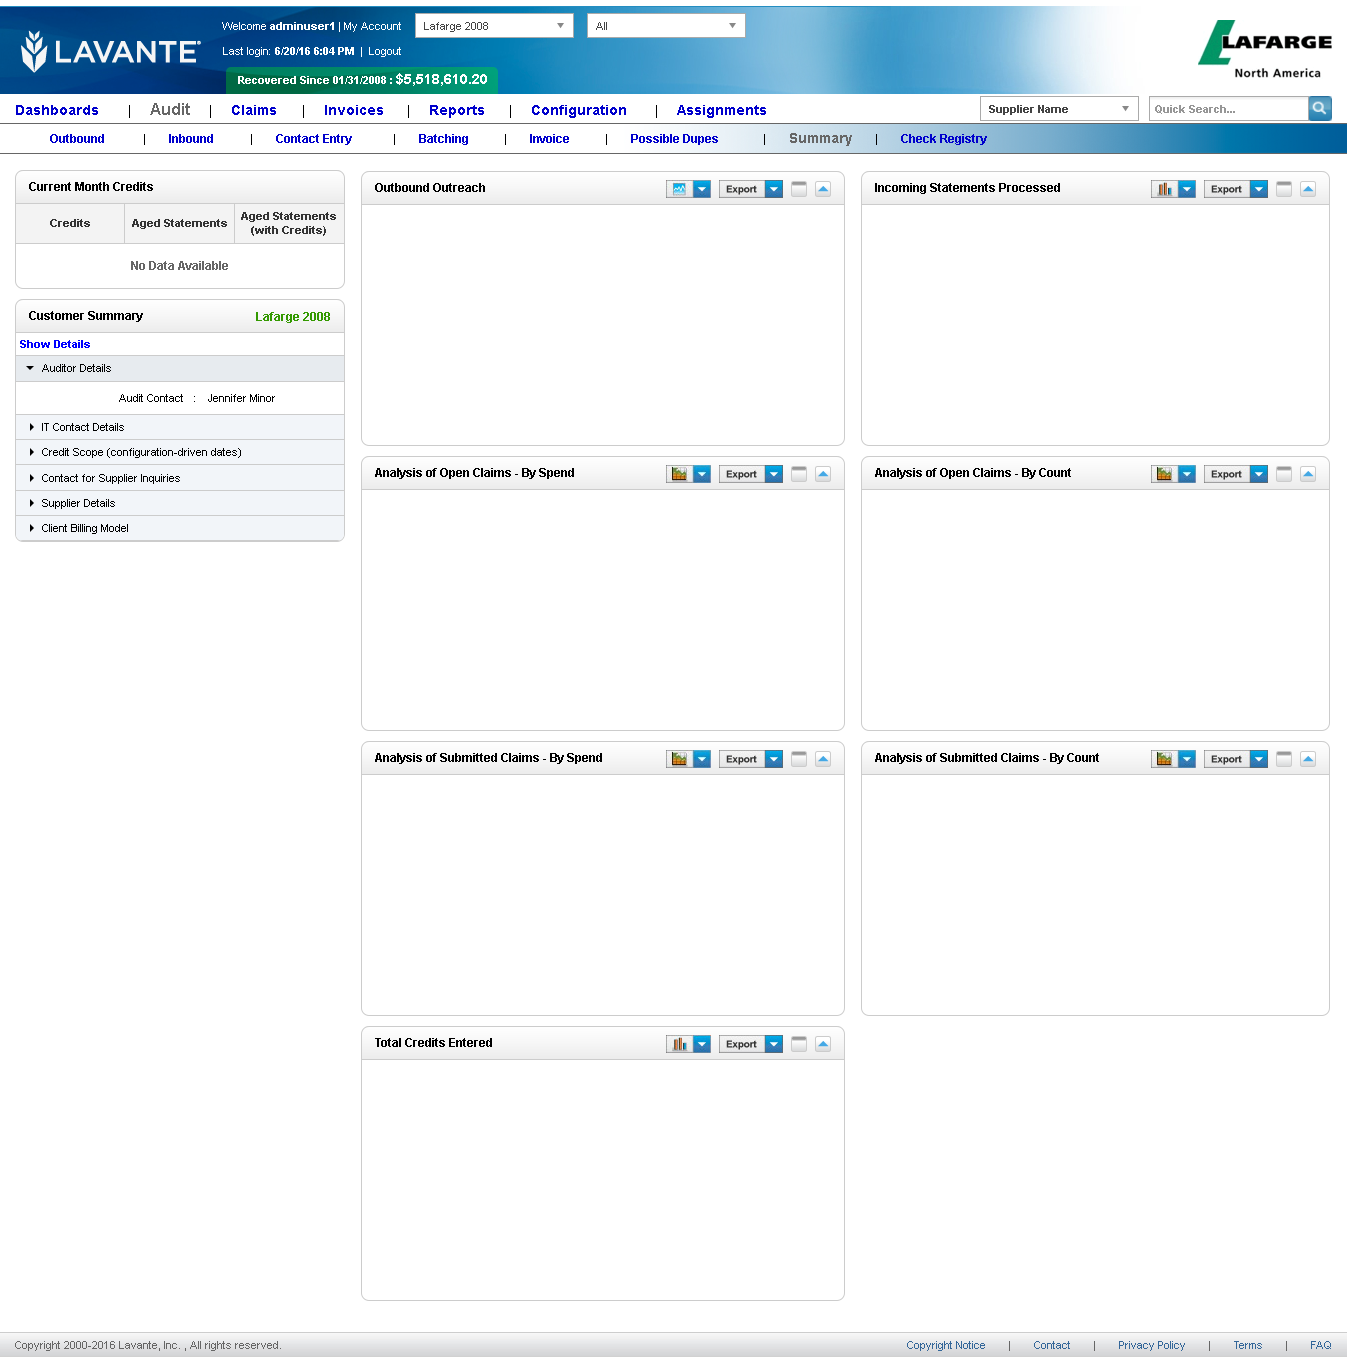 LAVANTE
Welcome adminuser1 | My Account
Lafarge 2008
All
Last login: 6/20/16 6:04 PM | Logout
Recovered Since 01/31/2008 : $5,518,610.20
LAFARGE
North America
Dashboards | Audit | Claims | Invoices | Reports | Configuration | Assignments
Supplier Name
Quick Search...
Outbound | Inbound | Contact Entry | Batching | Invoice | Possible Dupes | Summary | Check Registry
Current Month Credits
Credits
Aged Statements
Aged Statements
(with Credits)
No Data Available
Customer Summary
Lafarge 2008
Show Details
Auditor Details
Audit Contact : Jennifer Minor
IT Contact Details
Credit Scope (configuration-driven dates)
Contact for Supplier Inquiries
Supplier Details
Client Billing Model
Outbound Outreach
Export
Incoming Statements Processed
Export
Analysis of Open Claims - By Spend
Export
Analysis of Open Claims - By Count
Export
Analysis of Submitted Claims - By Spend
Export
Analysis of Submitted Claims - By Count
Export
Total Credits Entered
Export
Copyright 2000-2016 Lavante, Inc. , All rights reserved.
Copyright Notice | Contact | Privacy Policy | Terms | FAQ